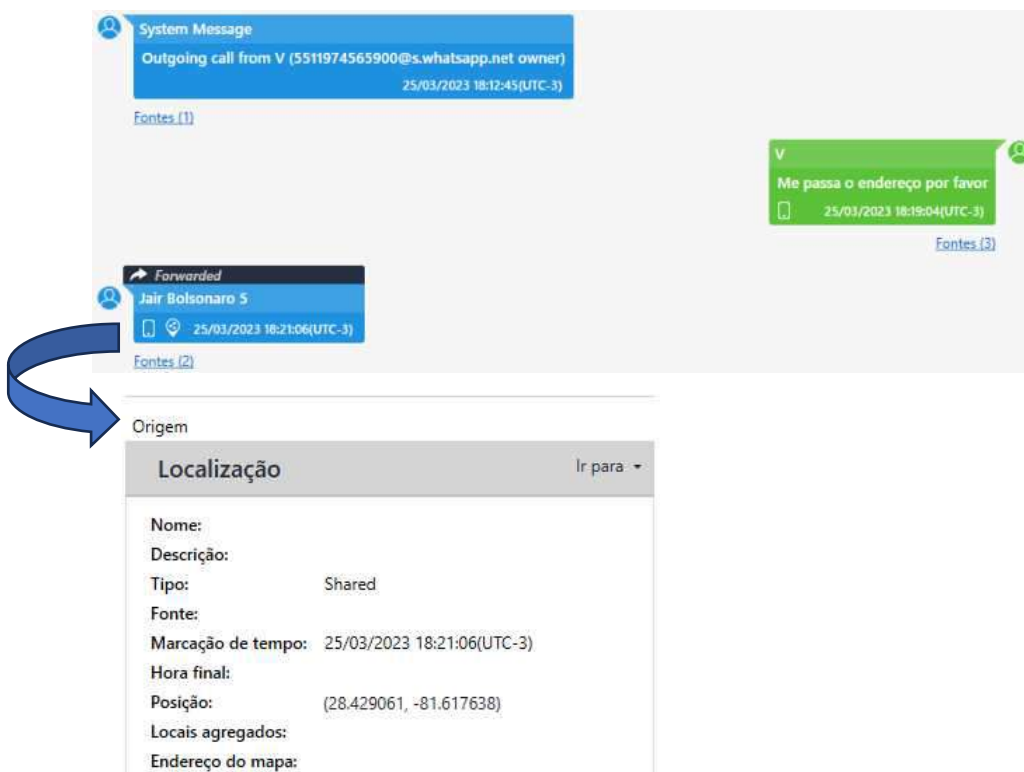 System Message
Outgoing call from V (5511974565900@s.whatsapp.net owner)
25/03/2023 18:12:45(UTC-3)
Fontes (1)
V
Me passa o endereço por favor
25/03/2023 18:19:04(UTC-3)
Fontes (3)
Forwarded
Jair Bolsonaro 5
25/03/2023 18:21:06(UTC-3)
Fontes (2)
Origem
Localização Ir para
Nome:
Descrição:
Tipo: Shared
Fonte:
Marcação de tempo: 25/03/2023 18:21:06(UTC-3)
Hora final:
Posição: (28.429061, -81.617638)
Locais agregados:
Endereço do mapa: